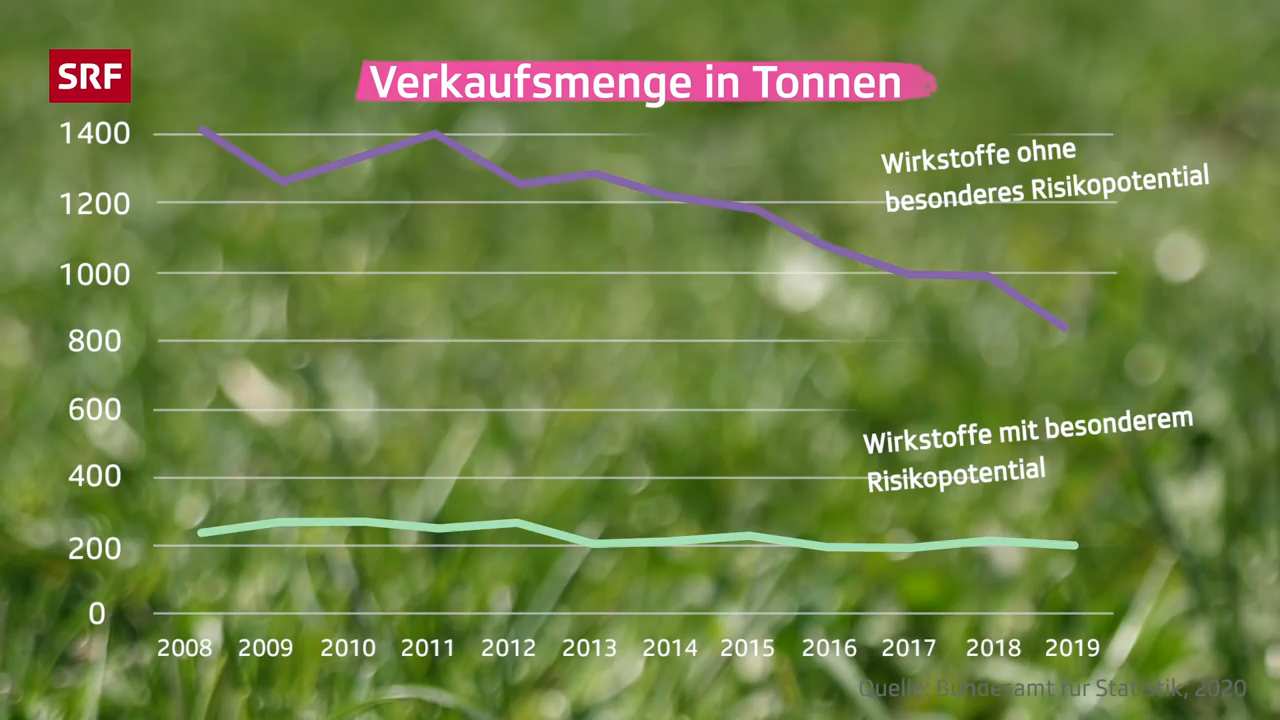 SRF
Verkaufsmenge in Tonnen
1400
1200
1000
800
600
400
200
0
Wirkstoffe ohne
besonderes Risikopotential
Wirkstoffe mit besonderem
Risikopotential
2008 2009 2010 2011 2012 2013 2014 2015 2016 2017 2018 2019
Quelle: Bundesamt für Statistik, 2020